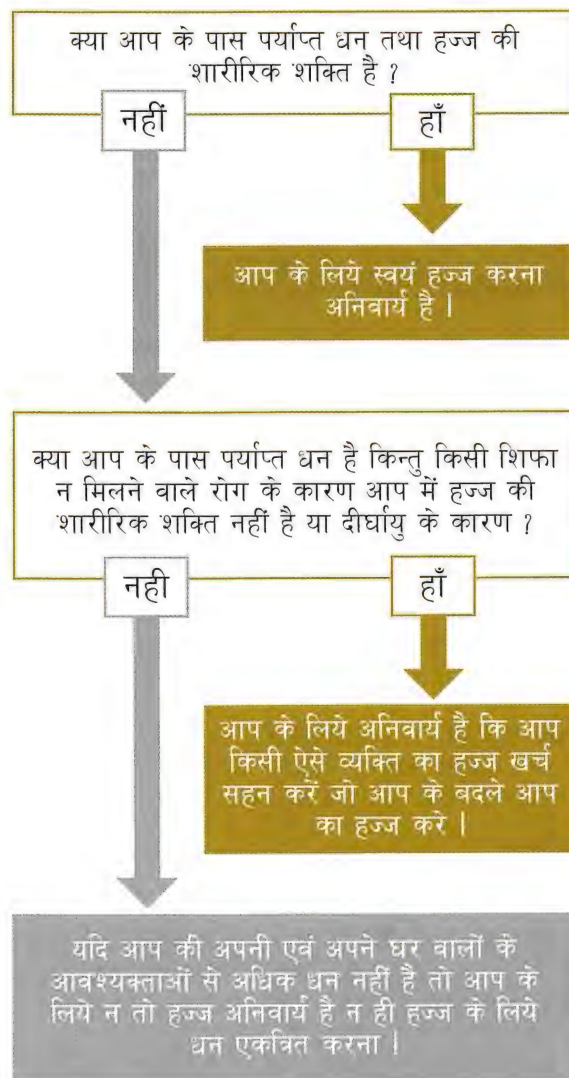 क्या आप के पास पर्याप्त धन तथा हज्ज की
शारीरिक शक्ति है ?
नहीं
हाँ
आप के लिये स्वयं हज्ज करना
अनिवार्य है |
क्या आप के पास पर्याप्त धन है किन्तु किसी शिफा
न मिलने वाले रोग के कारण आप में हज्ज की
शारीरिक शक्ति नहीं है या दीर्घायु के कारण ?
नही
हाँ
आप के लिये अनिवार्य है कि आप
किसी ऐसे व्यक्ति का हज्ज खर्च
सहन करें जो आप के बदले आप
का हज्ज करे |
यदि आप की अपनी एवं अपने घर वालों के
आवश्यक्ताओं से अधिक धन नहीं है तो आप के
लिये न तो हज्ज अनिवार्य है न ही हज्ज के लिये
धन एकत्रित करना |